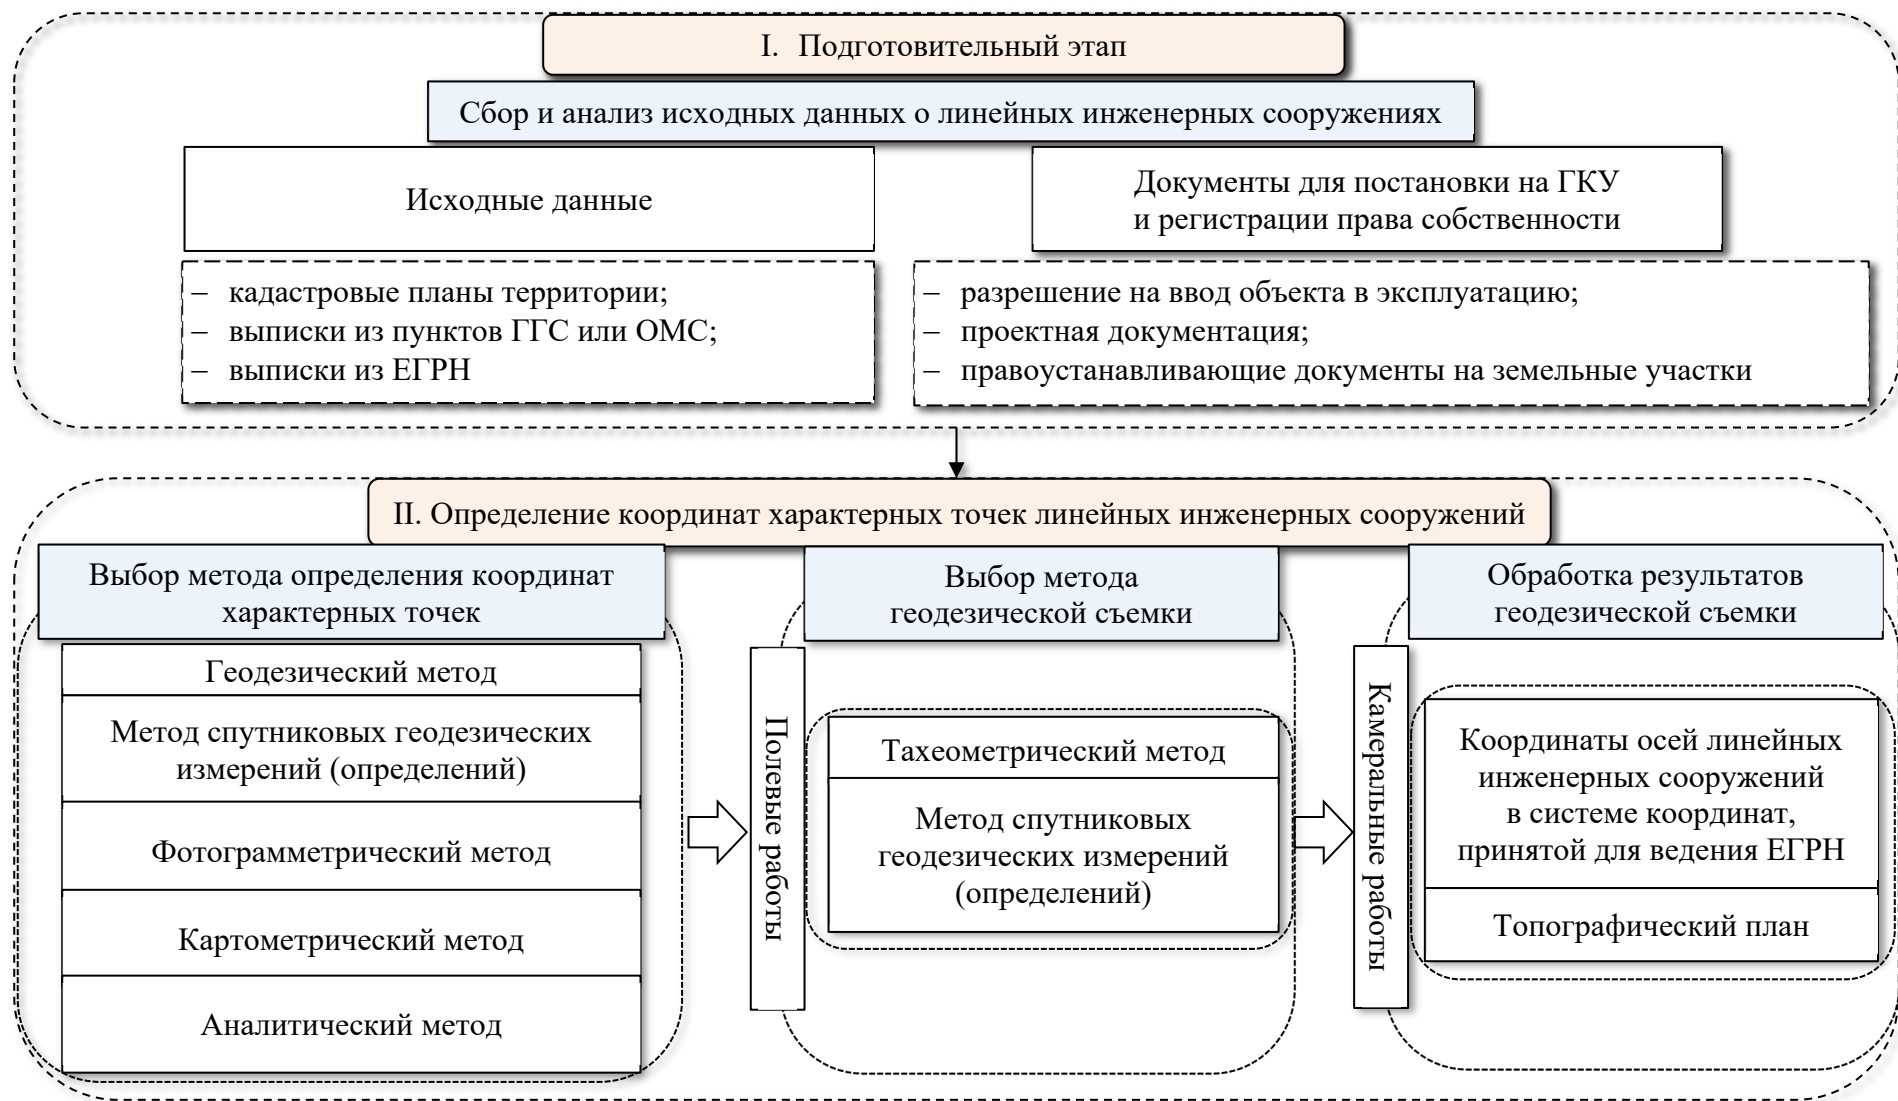 I. Подготовительный этап
Сбор и анализ исходных данных о линейных инженерных сооружениях
Исходные данные
– кадастровые планы территории;
– выписки из пунктов ГГС или ОМС;
– выписки из ЕГРН
Документы для постановки на ГКУ
и регистрации права собственности
– разрешение на ввод объекта в эксплуатацию;
– проектная документация;
– правоустанавливающие документы на земельные участки
II. Определение координат характерных точек линейных инженерных сооружений
Выбор метода определения координат
характерных точек
Геодезический метод
Метод спутниковых геодезических
измерений (определений)
Фотограмметрический метод
Картометрический метод
Аналитический метод
Полевые работы
Выбор метода
геодезической съемки
Тахеометрический метод
Метод спутниковых
геодезических измерений
(определений)
Камеральные работы
Обработка результатов
геодезической съемки
Координаты осей линейных
инженерных сооружений
в системе координат,
принятой для ведения ЕГРН
Топографический план